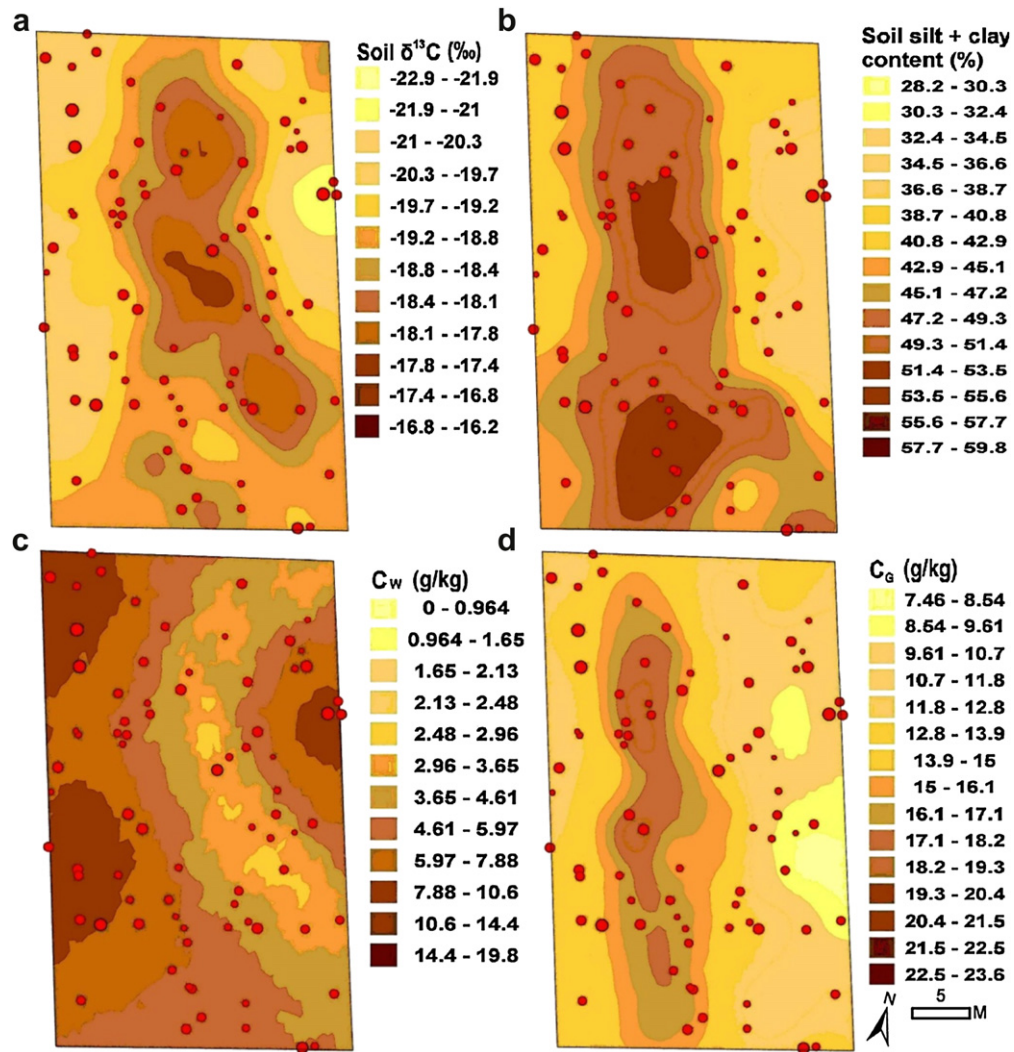 a
Soil δ¹³C (‰)
-22.9 - -21.9
-21.9 - -21
-21 - -20.3
-20.3 - -19.7
-19.7 - -19.2
-19.2 - -18.8
-18.8 - -18.4
-18.4 - -18.1
-18.1 - -17.8
-17.8 - -17.4
-17.4 - -16.8
-16.8 - -16.2
b
Soil silt + clay
content (%)
28.2 - 30.3
30.3 - 32.4
32.4 - 34.5
34.5 - 36.6
36.6 - 38.7
38.7 - 40.8
40.8 - 42.9
42.9 - 45.1
45.1 - 47.2
47.2 - 49.3
49.3 - 51.4
51.4 - 53.5
53.5 - 55.6
55.6 - 57.7
57.7 - 59.8
c
Cw (g/kg)
0 - 0.964
0.964 - 1.65
1.65 - 2.13
2.13 - 2.48
2.48 - 2.96
2.96 - 3.65
3.65 - 4.61
4.61 - 5.97
5.97 - 7.88
7.88 - 10.6
10.6 - 14.4
14.4 - 19.8
d
CG (g/kg)
7.46 - 8.54
8.54 - 9.61
9.61 - 10.7
10.7 - 11.8
11.8 - 12.8
12.8 - 13.9
13.9 - 15
15 - 16.1
16.1 - 17.1
17.1 - 18.2
18.2 - 19.3
19.3 - 20.4
20.4 - 21.5
21.5 - 22.5
22.5 - 23.6
N
5
M